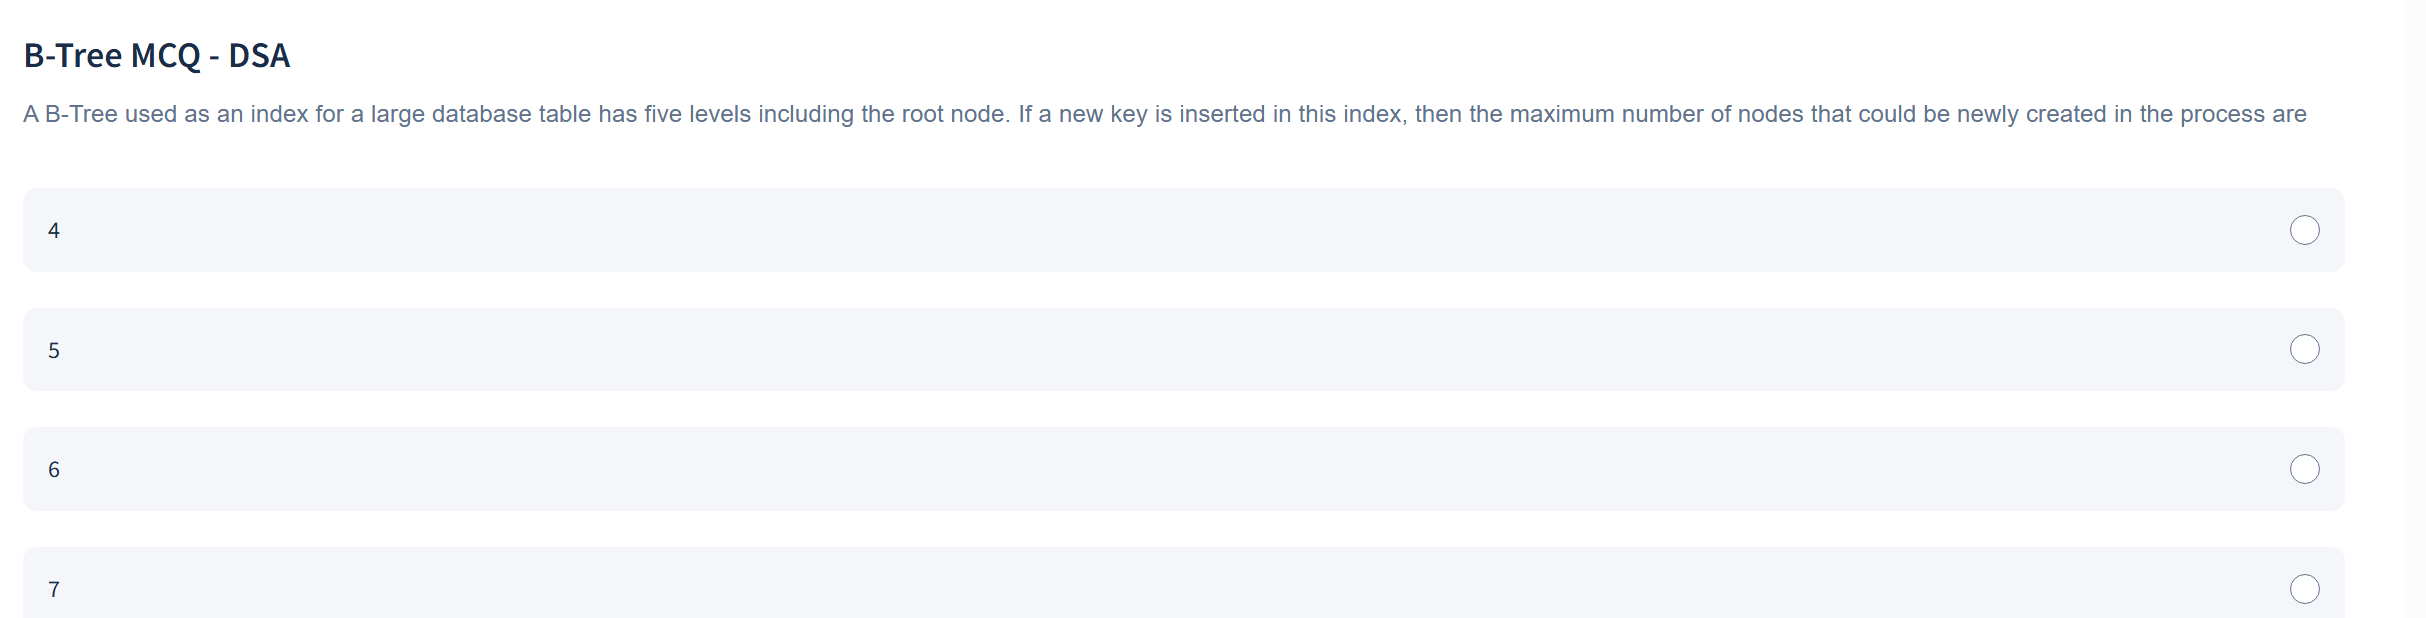 B-Tree MCQ - DSA
A B-Tree used as an index for a large database table has five levels including the root node. If a new key is inserted in this index, then the maximum number of nodes that could be newly created in the process are
4
5
6
7